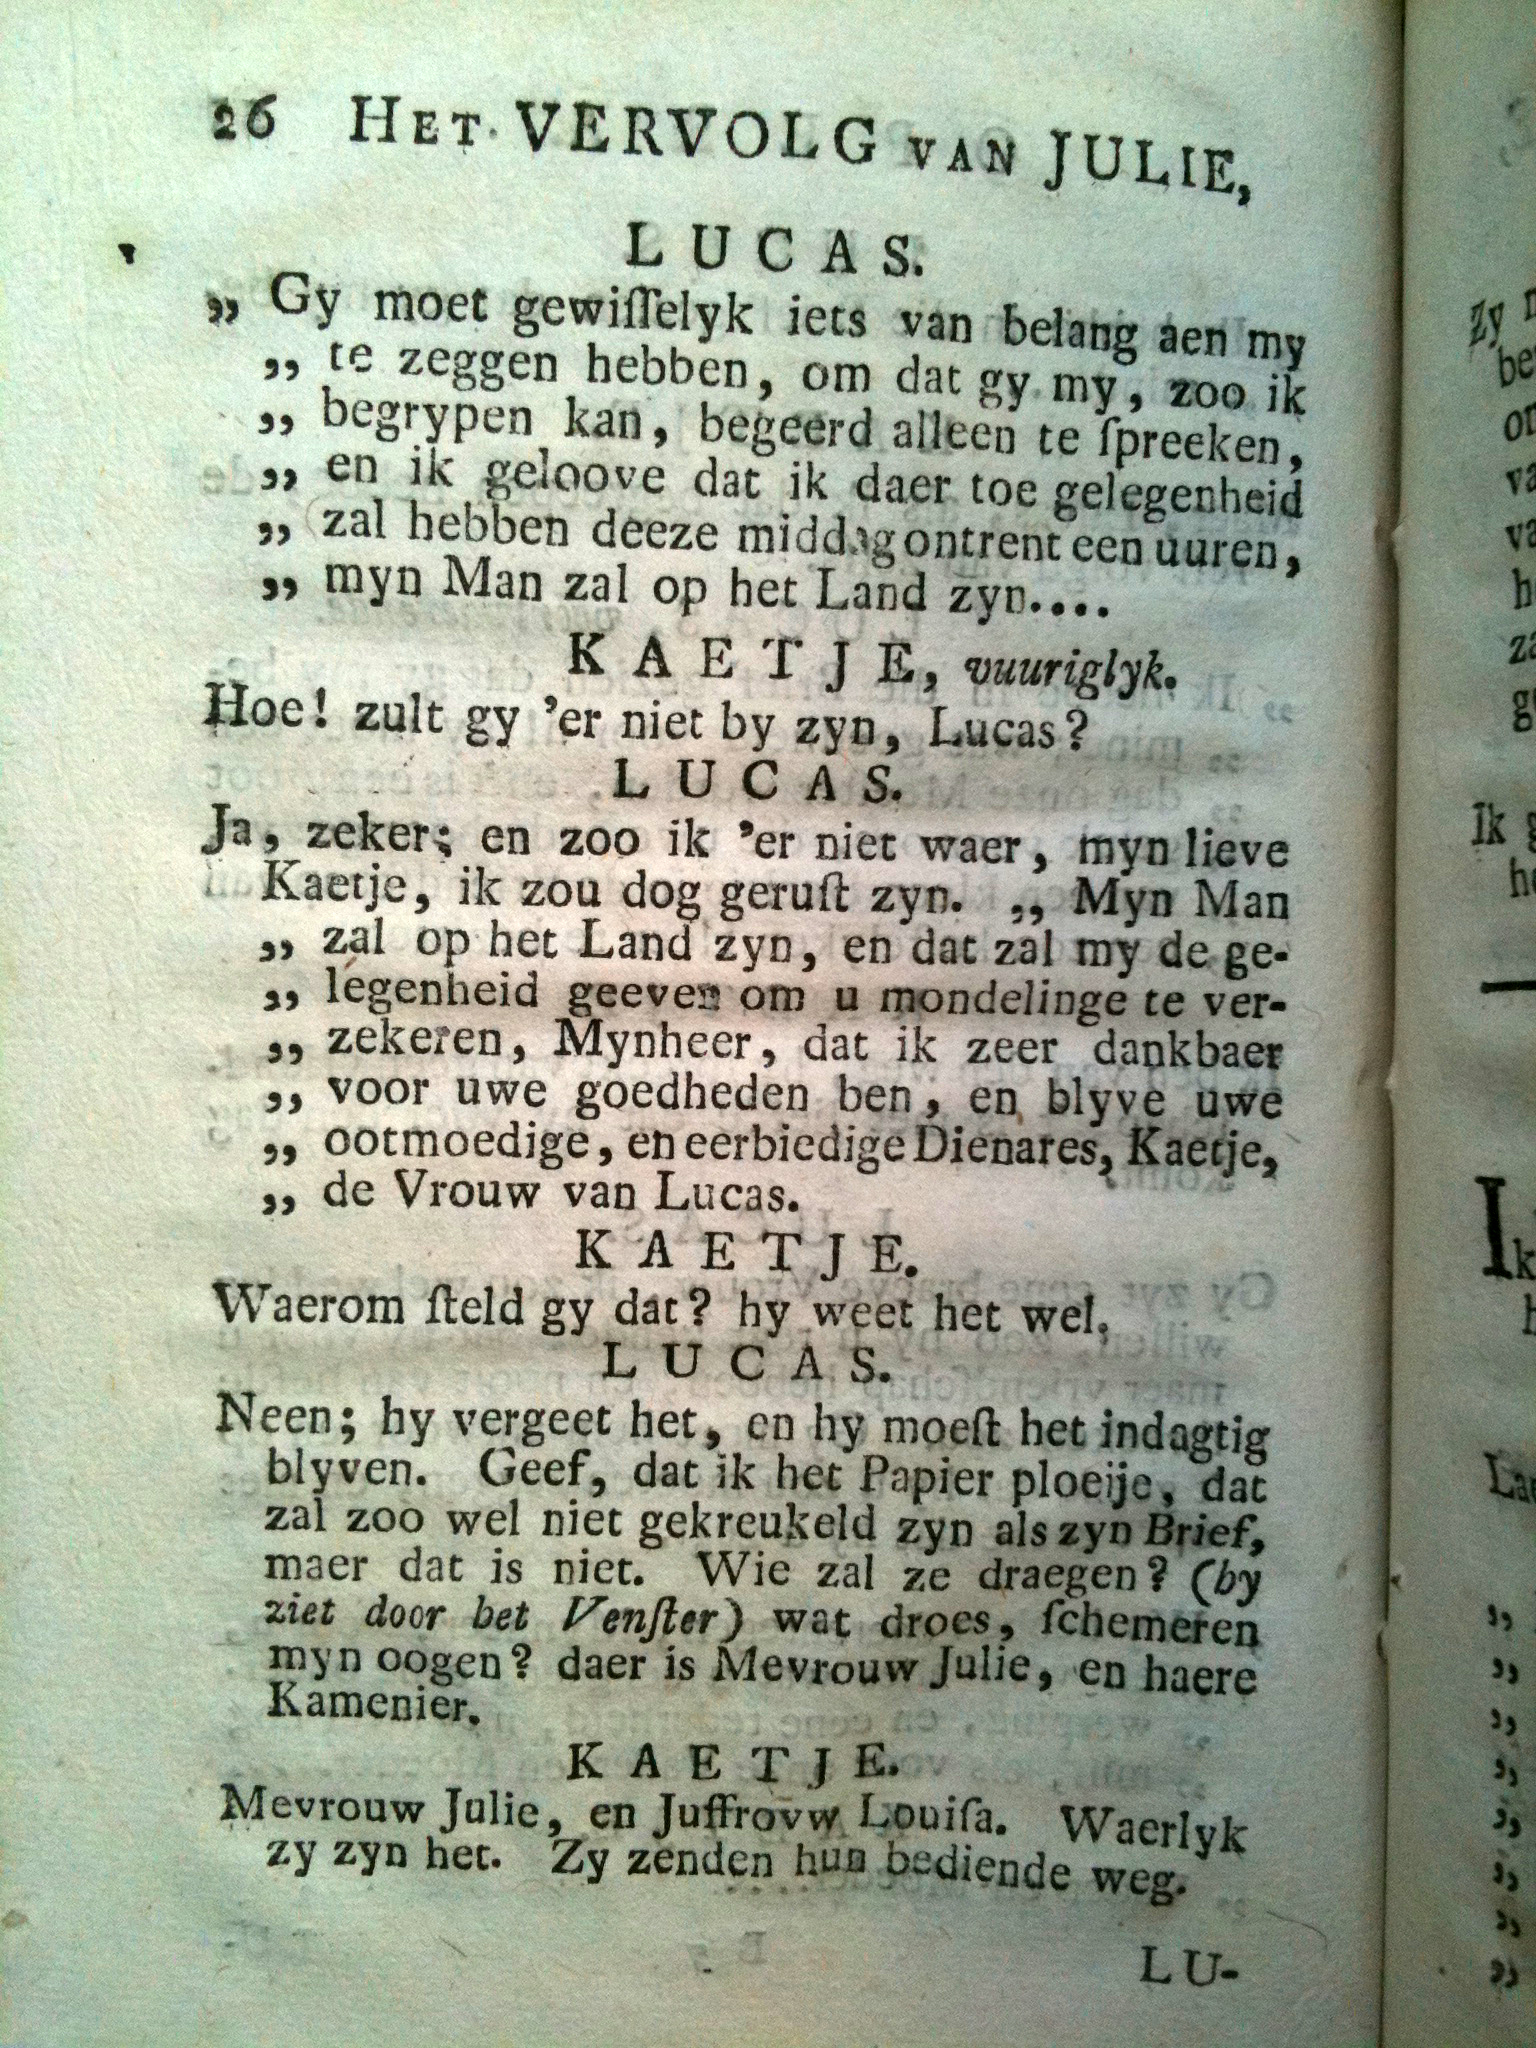 26 HET VERVOLG VAN JULIE,
LUCAS.
„ Gy moet gewiſſelyk iets van belang aen my
„ te zeggen hebben, om dat gy my, zoo ik
„ begrypen kan, begeerd alleen te ſpreeken,
„ en ik geloove dat ik daer toe gelegenheid
„ zal hebben deeze middag ontrent een uuren,
„ myn Man zal op het Land zyn....
KAETJE, vuuriglyk.
Hoe! zult gy 'er niet by zyn, Lucas?
LUCAS.
Ja, zeker; en zoo ik 'er niet waer, myn lieve
Kaetje, ik zou dog geruſt zyn. „ Myn Man
„ zal op het Land zyn, en dat zal my de ge-
„ legenheid geeven om u mondelinge te ver-
„ zekeren, Mynheer, dat ik zeer dankbaer
„ voor uwe goedheden ben, en blyve uwe
„ ootmoedige, en eerbiedige Dienares, Kaetje,
„ de Vrouw van Lucas.
KAETJE.
Waerom ſteld gy dat? hy weet het wel.
LUCAS.
Neen; hy vergeet het, en hy moeſt het indagtig
blyven. Geef, dat ik het Papier ploeije, dat
zal zoo wel niet gekreukeld zyn als zyn Brief,
maer dat is niet. Wie zal ze draegen? (hy
ziet door het Venſter) wat droes, ſchemeren
myn oogen? daer is Mevrouw Julie, en haere
Kamenier.
KAETJE.
Mevrouw Julie, en Juffrovw Louiſa. Waerlyk
zy zyn het. Zy zenden hun bediende weg.
LU-